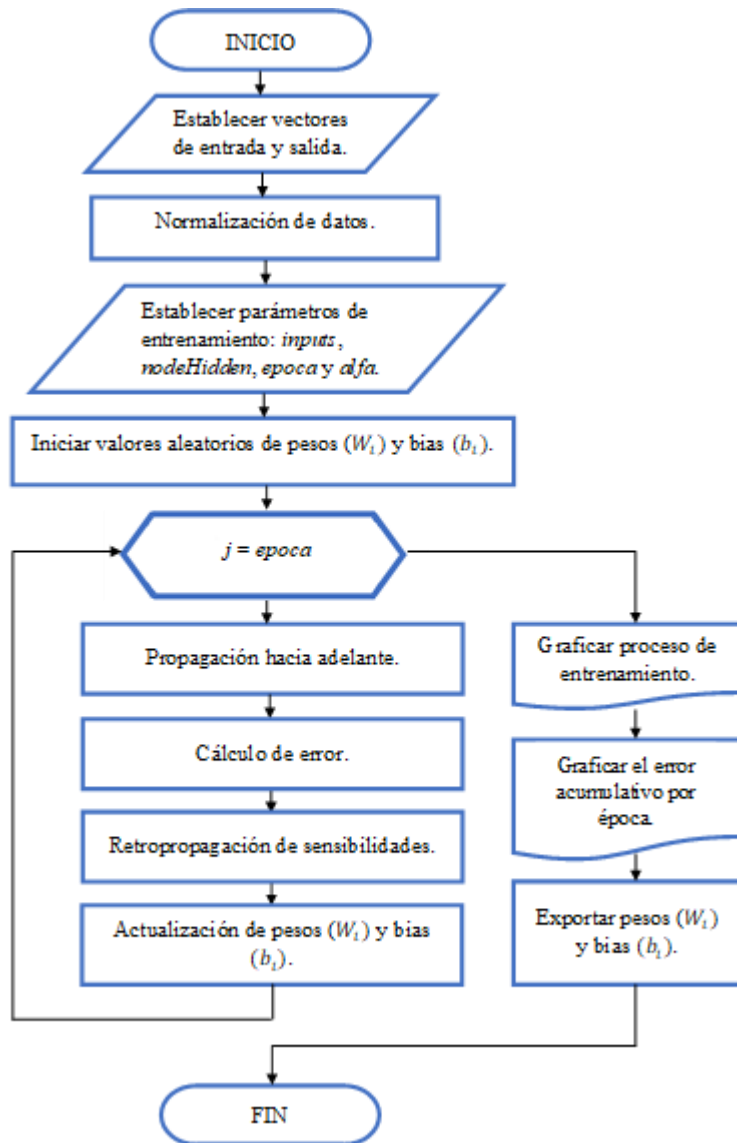 INICIO
Establecer vectores
de entrada y salida.
Normalización de datos.
Establecer parámetros de
entrenamiento: inputs,
nodeHidden, epoca y alfa.
Iniciar valores aleatorios de pesos (W₁) y bias (b₁).
j = epoca
Propagación hacia adelante.
Cálculo de error.
Retropropagación de sensibilidades.
Actualización de pesos (W₁) y bias
(b₁).
Graficar proceso de
entrenamiento.
Graficar el error
acumulativo por
época.
Exportar pesos (W₁)
y bias (b₁).
FIN